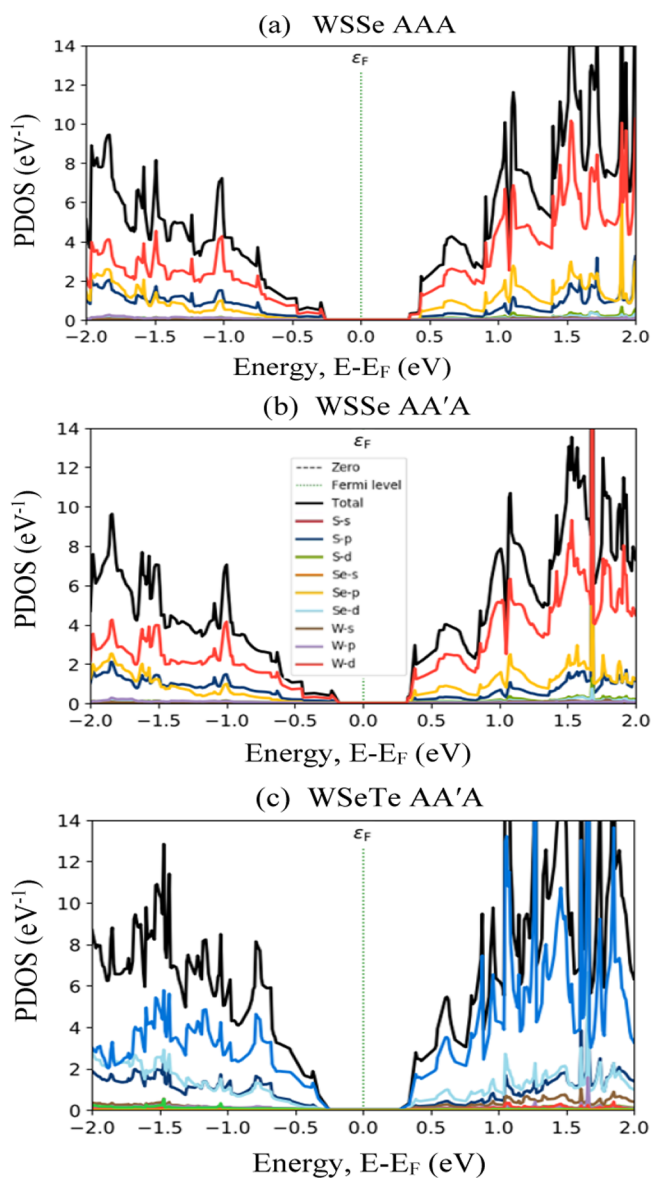 (a) WSSe AAA
εF
14
12
10
8
6
4
2
0
PDOS (eV-1)
-2.0 -1.5 -1.0 -0.5 0.0 0.5 1.0 1.5 2.0
Energy, E-EF (eV)
(b) WSSe AA′A
εF
14
12
10
8
6
4
2
0
PDOS (eV-1)
Zero
Fermi level
Total
S-s
S-p
S-d
Se-s
Se-p
Se-d
W-s
W-p
W-d
−2.0 −1.5 −1.0 −0.5 0.0 0.5 1.0 1.5 2.0
Energy, E-EF (eV)
(c) WSeTe AA′A
εF
14
12
10
8
6
4
2
0
PDOS (eV-1)
−2.0 −1.5 −1.0 −0.5 0.0 0.5 1.0 1.5 2.0
Energy, E-EF (eV)